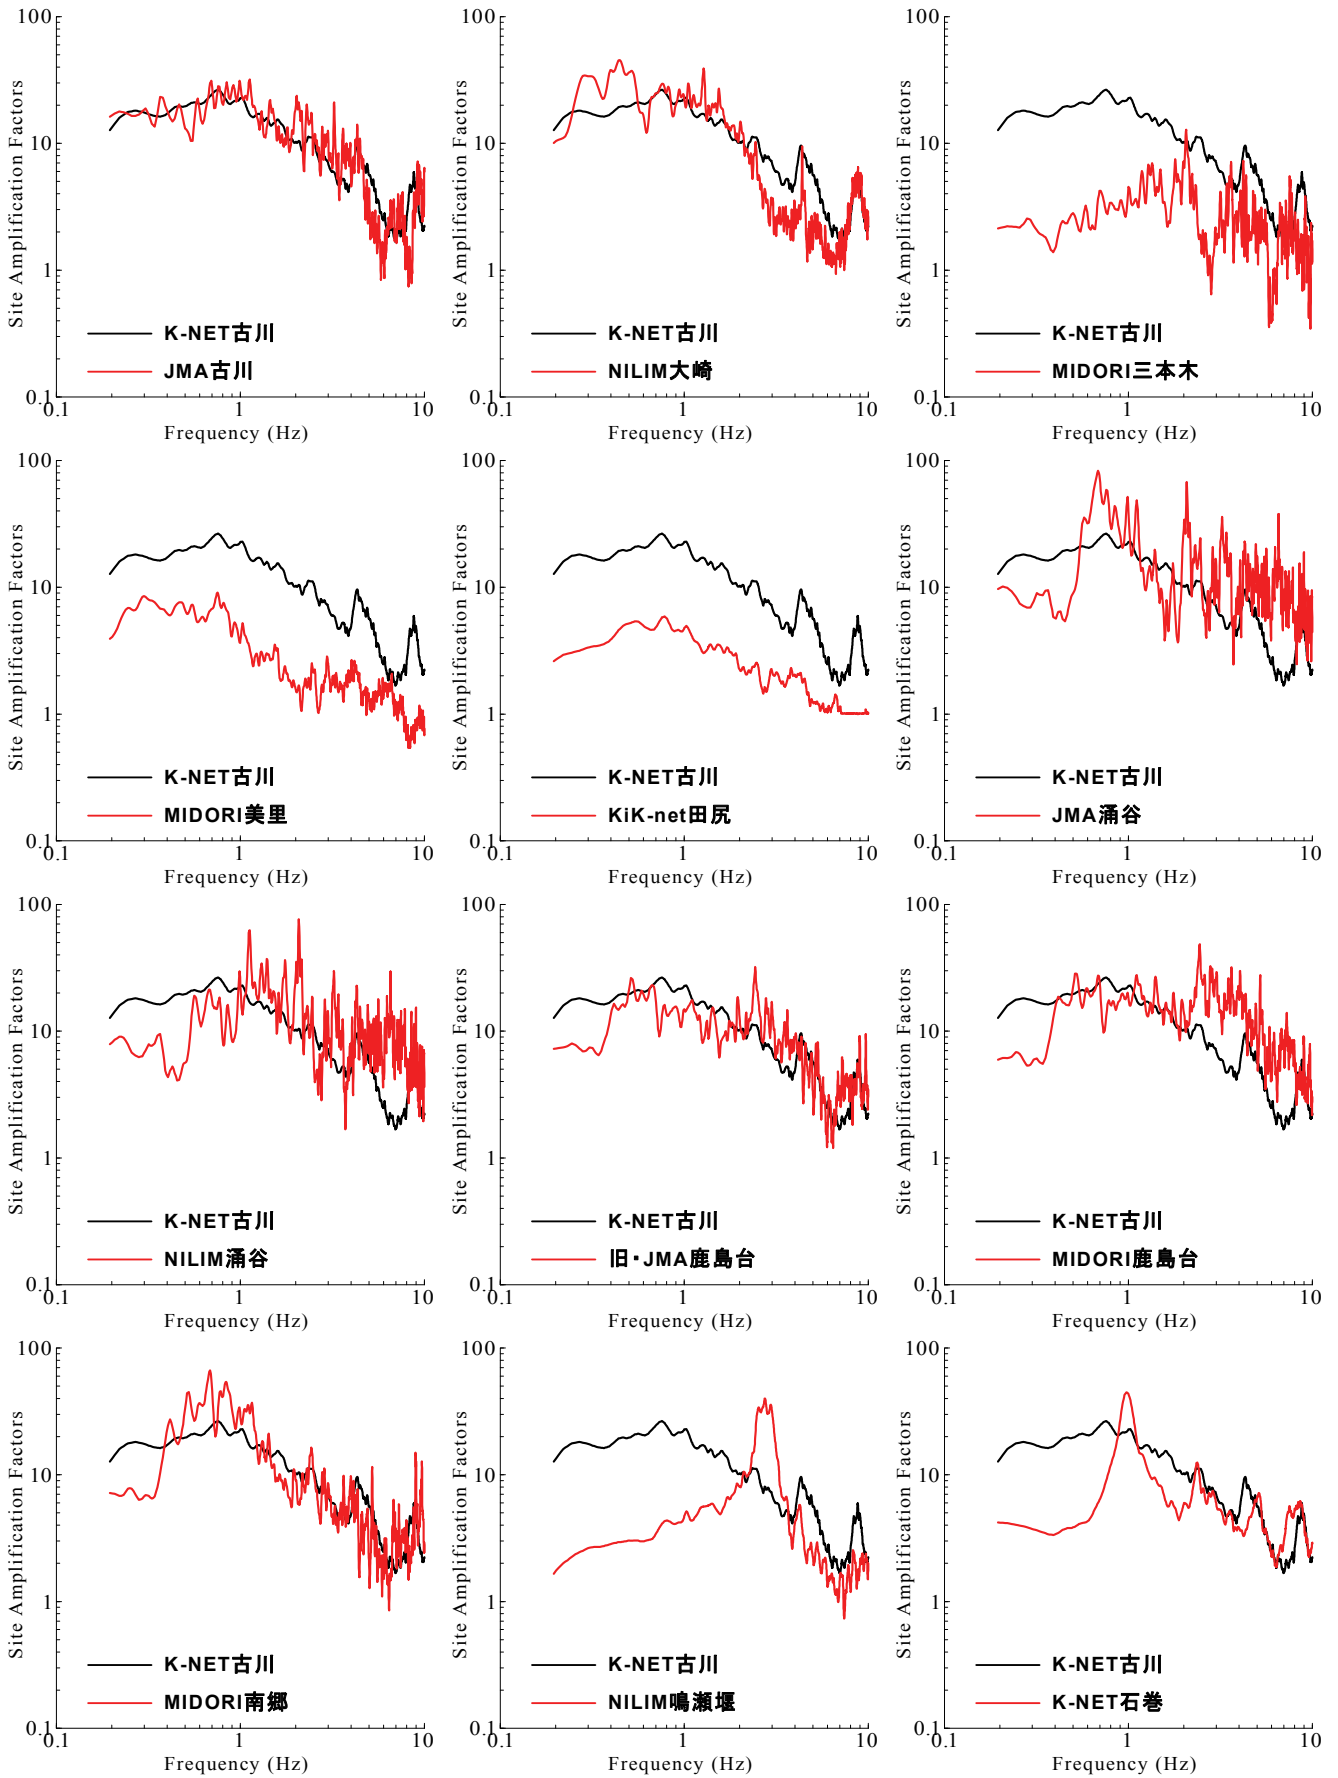 100
10
1
0.1
0.1
1
10
Site Amplification Factors
Frequency (Hz)
K-NET古川
JMA古川
100
10
1
0.1
0.1
1
10
Site Amplification Factors
Frequency (Hz)
K-NET古川
NILIM大崎
100
10
1
0.1
0.1
1
10
Site Amplification Factors
Frequency (Hz)
K-NET古川
MIDORI三本木
100
10
1
0.1
0.1
1
10
Site Amplification Factors
Frequency (Hz)
K-NET古川
MIDORI美里
100
10
1
0.1
0.1
1
10
Site Amplification Factors
Frequency (Hz)
K-NET古川
KiK-net田尻
100
10
1
0.1
0.1
1
10
Site Amplification Factors
Frequency (Hz)
K-NET古川
JMA涌谷
100
10
1
0.1
0.1
1
10
Site Amplification Factors
Frequency (Hz)
K-NET古川
NILIM涌谷
100
10
1
0.1
0.1
1
10
Site Amplification Factors
Frequency (Hz)
K-NET古川
旧・JMA鹿島台
100
10
1
0.1
0.1
1
10
Site Amplification Factors
Frequency (Hz)
K-NET古川
MIDORI鹿島台
100
10
1
0.1
0.1
1
10
Site Amplification Factors
Frequency (Hz)
K-NET古川
MIDORI南郷
100
10
1
0.1
0.1
1
10
Site Amplification Factors
Frequency (Hz)
K-NET古川
NILIM鳴瀬堰
100
10
1
0.1
0.1
1
10
Site Amplification Factors
Frequency (Hz)
K-NET古川
K-NET石巻